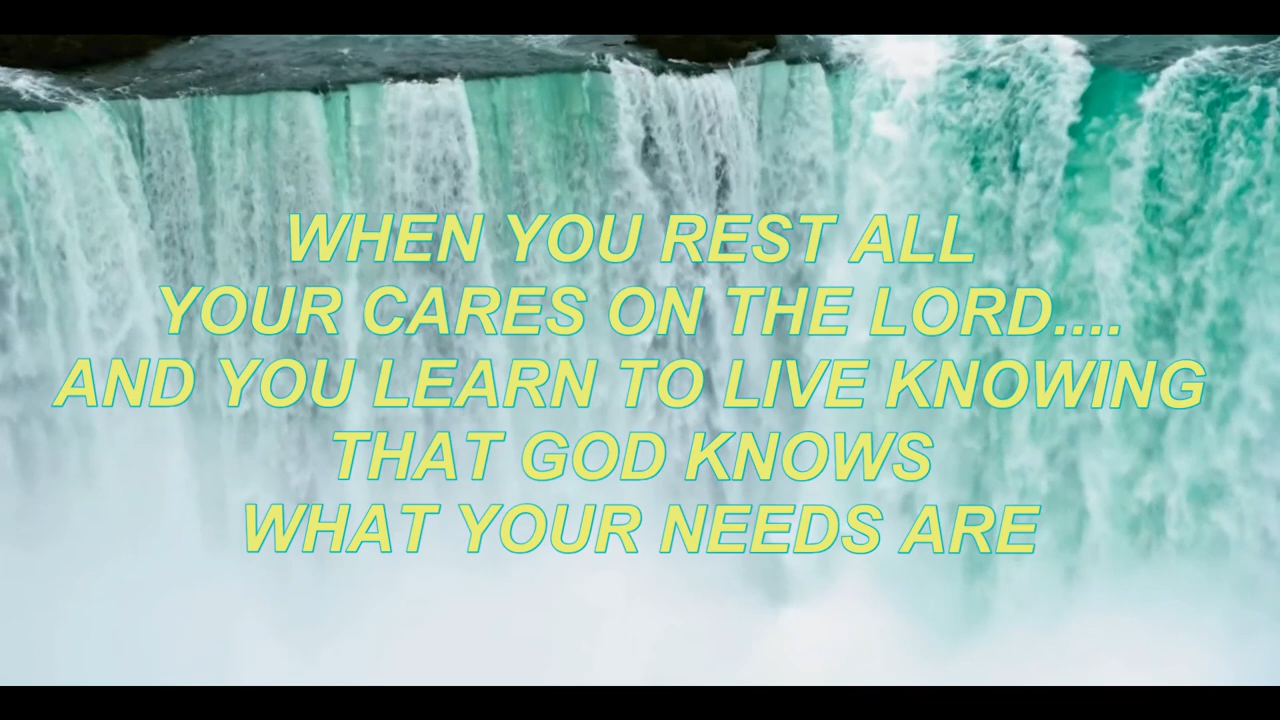 WHEN YOU REST ALL
YOUR CARES ON THE LORD....
AND YOU LEARN TO LIVE KNOWING
THAT GOD KNOWS
WHAT YOUR NEEDS ARE